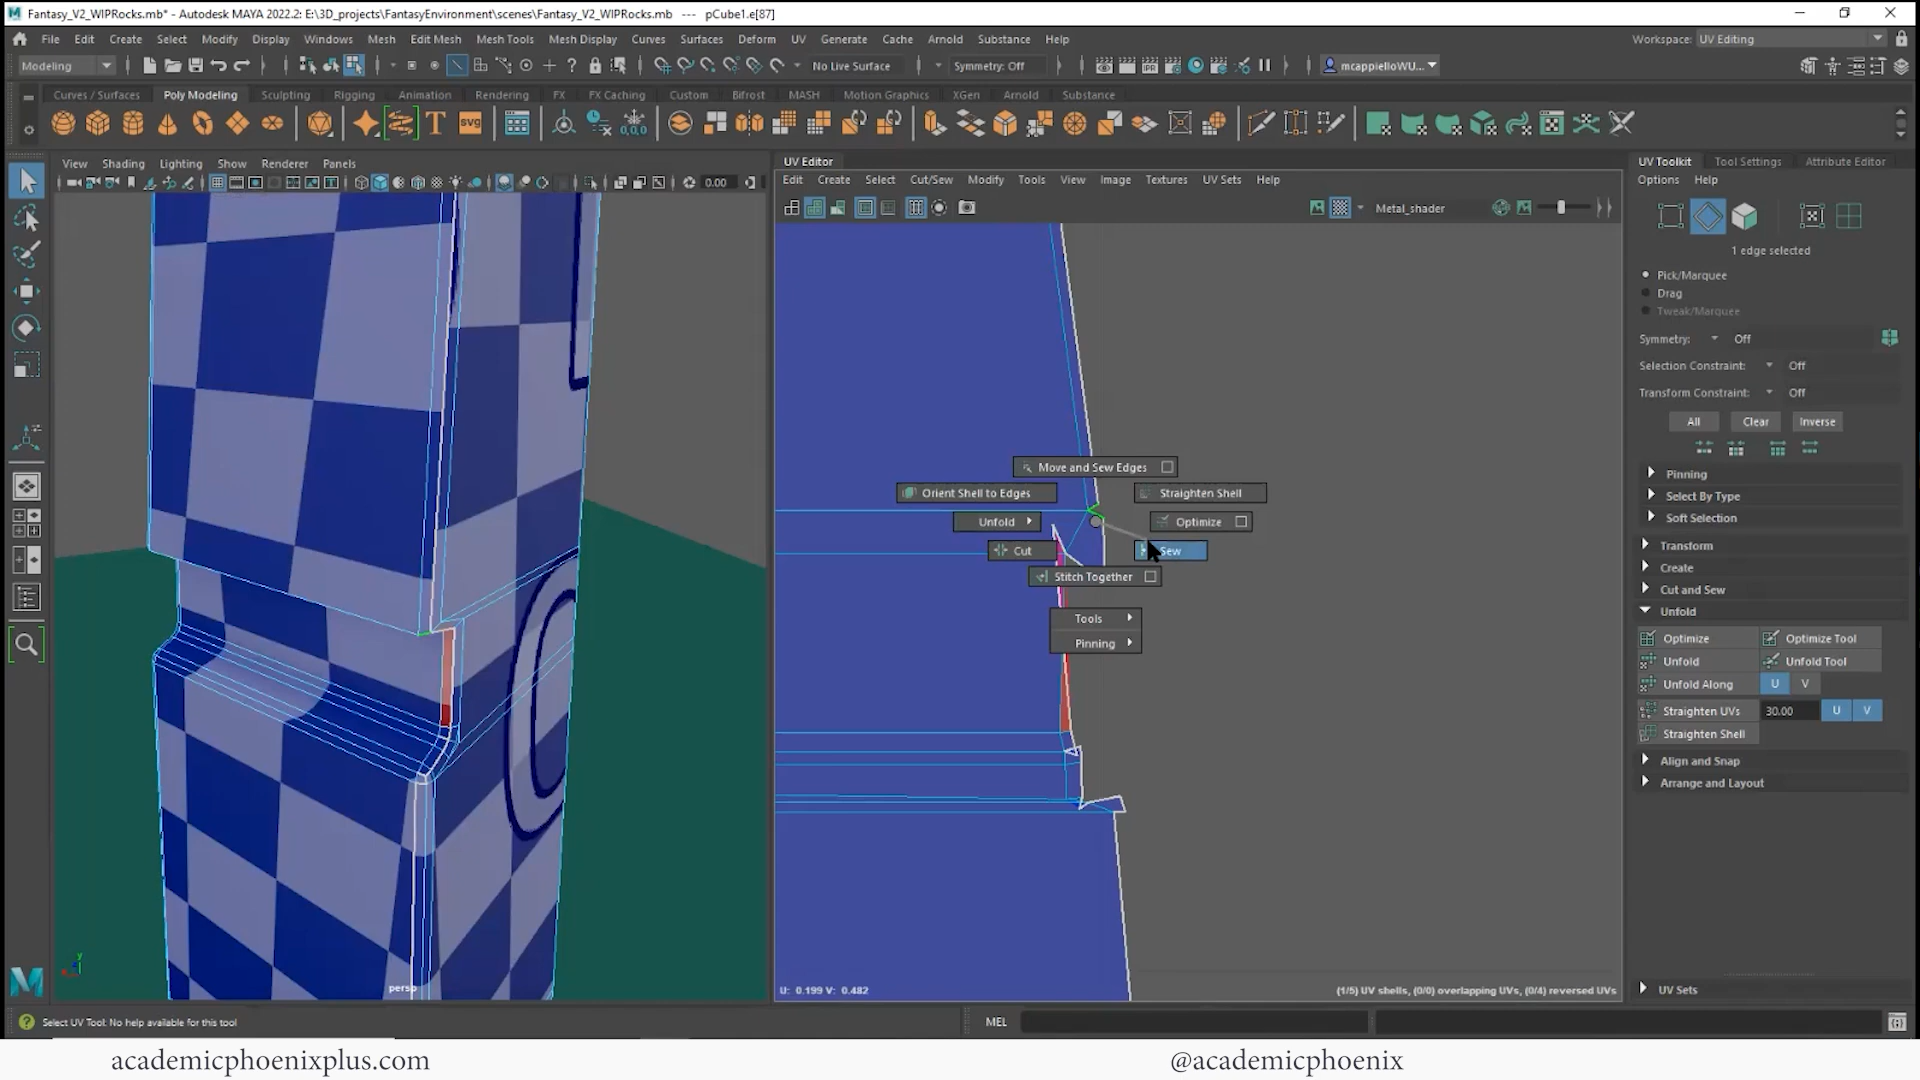 Fantasy_V2_WIPRocks.mb* - Autodesk MAYA 2022.2: E:\3D_projects\FantasyEnvironment\scenes\Fantasy_V2_WIPRocks.mb --- pCube1.e[87]
File Edit Create Select Modify Display Windows Mesh Edit Mesh Mesh Tools Mesh Display Curves Surfaces Deform UV Generate Cache Arnold Substance Help
Workspace: UV Editing
Modeling
No Live Surface
Symmetry: Off
mcappielloWU...
Curves / Surfaces Poly Modeling Sculpting Rigging Animation Rendering FX FX Caching Custom Bifrost MASH Motion Graphics XGen Arnold Substance
T
svg
0,0,0
IPR
View Shading Lighting Show Renderer Panels
0.00
UV Editor
Edit Create Select Cut/Sew Modify Tools View Image Textures UV Sets Help
Metal_shader
UV Toolkit Tool Settings Attribute Editor
Options Help
1 edge selected
Pick/Marquee
Drag
Tweak/Marquee
Symmetry: Off
Selection Constraint: Off
Transform Constraint: Off
All Clear Inverse
Pinning
Select By Type
Soft Selection
Transform
Create
Cut and Sew
Unfold
Optimize Optimize Tool
Unfold Unfold Tool
Unfold Along U V
Straighten UVs 30.00 U V
Straighten Shell
Align and Snap
Arrange and Layout
UV Sets
Move and Sew Edges
Orient Shell to Edges Straighten Shell
Unfold Optimize
Cut Sew
Stitch Together
Tools
Pinning
y
persp
U: 0.199 V: 0.482
(1/5) UV shells, (0/0) overlapping UVs, (0/4) reversed UVs
Select UV Tool: No help available for this tool
MEL
academicphoenixplus.com
@academicphoenix